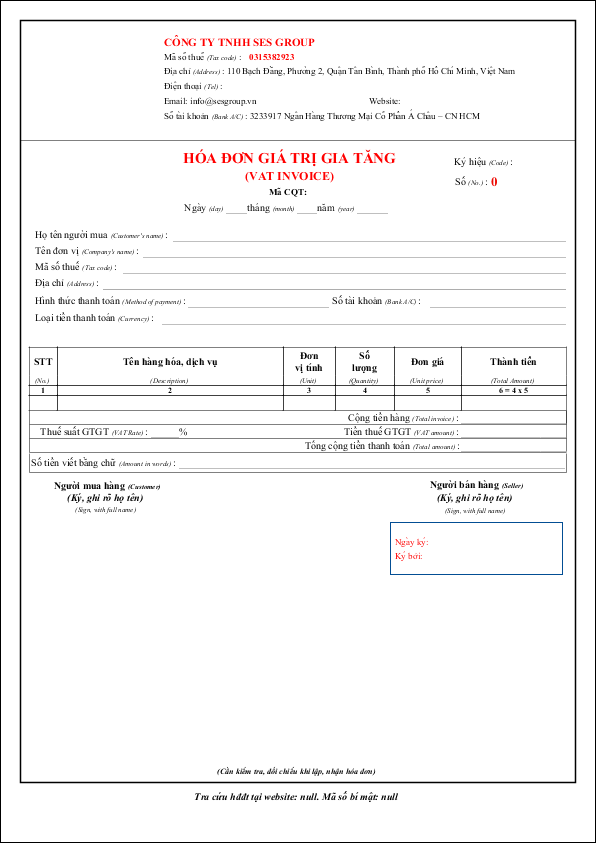 CÔNG TY TNHH SES GROUP
Mã số thuế (Tax code) : 0315382923
Địa chỉ (Address) : 110 Bạch Đằng, Phường 2, Quận Tân Bình, Thành phố Hồ Chí Minh, Việt Nam
Điện thoại (Tel) :
Email: info@sesgroup.vn Website:
Số tài khoản (Bank A/C) : 3233917 Ngân Hàng Thương Mại Cổ Phần Á Châu – CN HCM
HÓA ĐƠN GIÁ TRỊ GIA TĂNG
(VAT INVOICE)
Ký hiệu (Code) :
Số (No.) : 0
Mã CQT:
Ngày (day) ____tháng (month) ____năm (year) ______
Họ tên người mua (Customer's name) :
Tên đơn vị (Company's name) :
Mã số thuế (Tax code) :
Địa chỉ (Address) :
Hình thức thanh toán (Method of payment) : Số tài khoản (Bank A/C) :
Loại tiền thanh toán (Currency) :
STT Tên hàng hóa, dịch vụ Đơn vị tính Số lượng Đơn giá Thành tiền
(No.) (Description) (Unit) (Quantity) (Unit price) (Total Amount)
1 2 3 4 5 6 = 4 x 5
Cộng tiền hàng (Total invoice) :
Thuế suất GTGT (VAT Rate) : ______% Tiền thuế GTGT (VAT amount) :
Tổng cộng tiền thanh toán (Total amount) :
Số tiền viết bằng chữ (Amount in words) :
Người mua hàng (Customer) Người bán hàng (Seller)
(Ký, ghi rõ họ tên) (Ký, ghi rõ họ tên)
(Sign, with full name) (Sign, with full name)
Ngày ký:
Ký bởi:
(Cần kiểm tra, đối chiếu khi lập, nhận hóa đơn)
Tra cứu hđđt tại website: null. Mã số bí mật: null